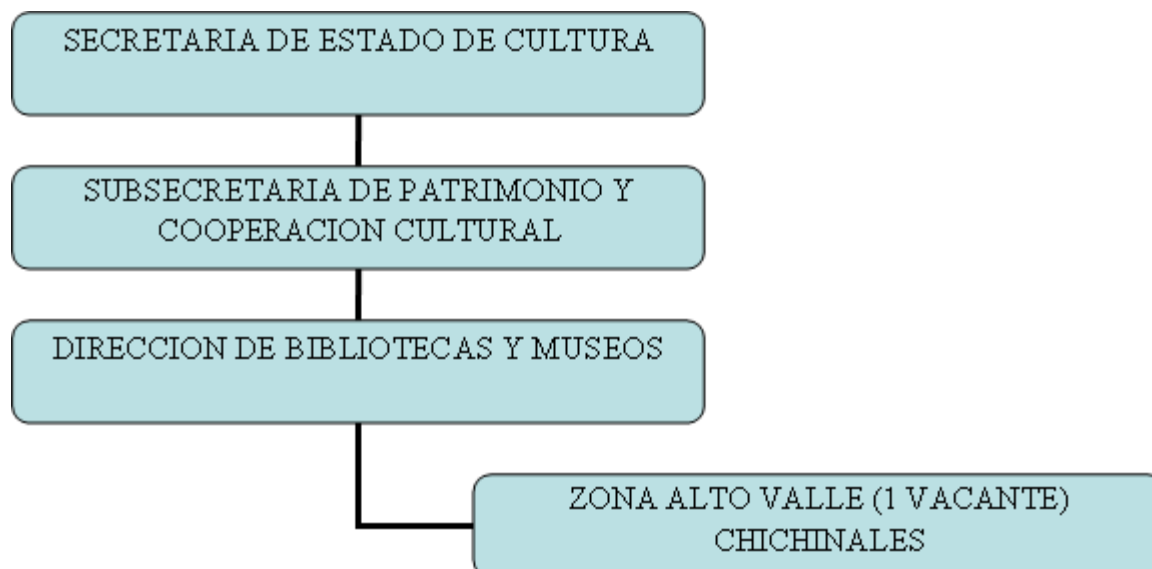 SECRETARIA DE ESTADO DE CULTURA
SUBSECRETARIA DE PATRIMONIO Y
COOPERACION CULTURAL
DIRECCION DE BIBLIOTECAS Y MUSEOS
ZONA ALTO VALLE (1 VACANTE)
CHICHINALES